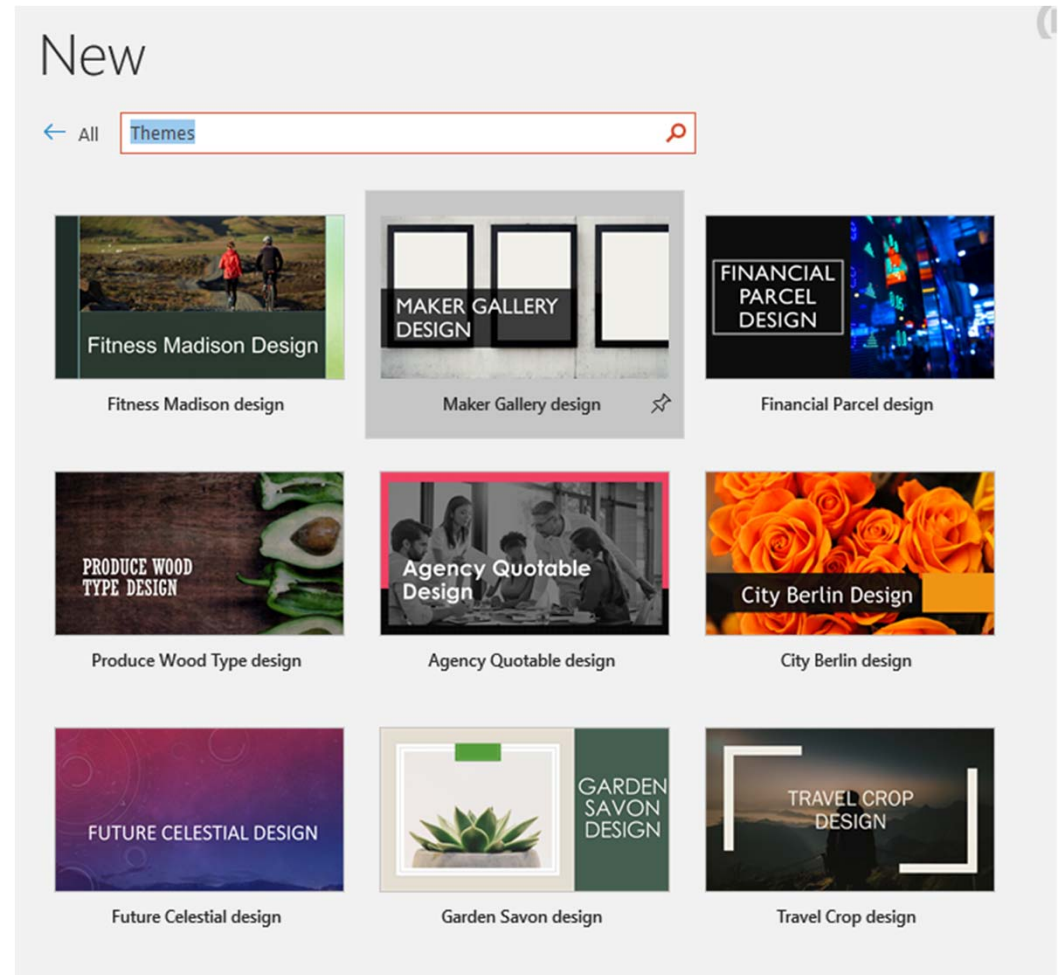 New
All
Themes
Fitness Madison Design
MAKER GALLERY
DESIGN
FINANCIAL
PARCEL
DESIGN
Fitness Madison design
Maker Gallery design
Financial Parcel design
PRODUCE WOOD
TYPE DESIGN
Agency Quotable
Design
City Berlin Design
Produce Wood Type design
Agency Quotable design
City Berlin design
FUTURE CELESTIAL DESIGN
GARDEN
SAVON
DESIGN
TRAVEL CROP
DESIGN
Future Celestial design
Garden Savon design
Travel Crop design